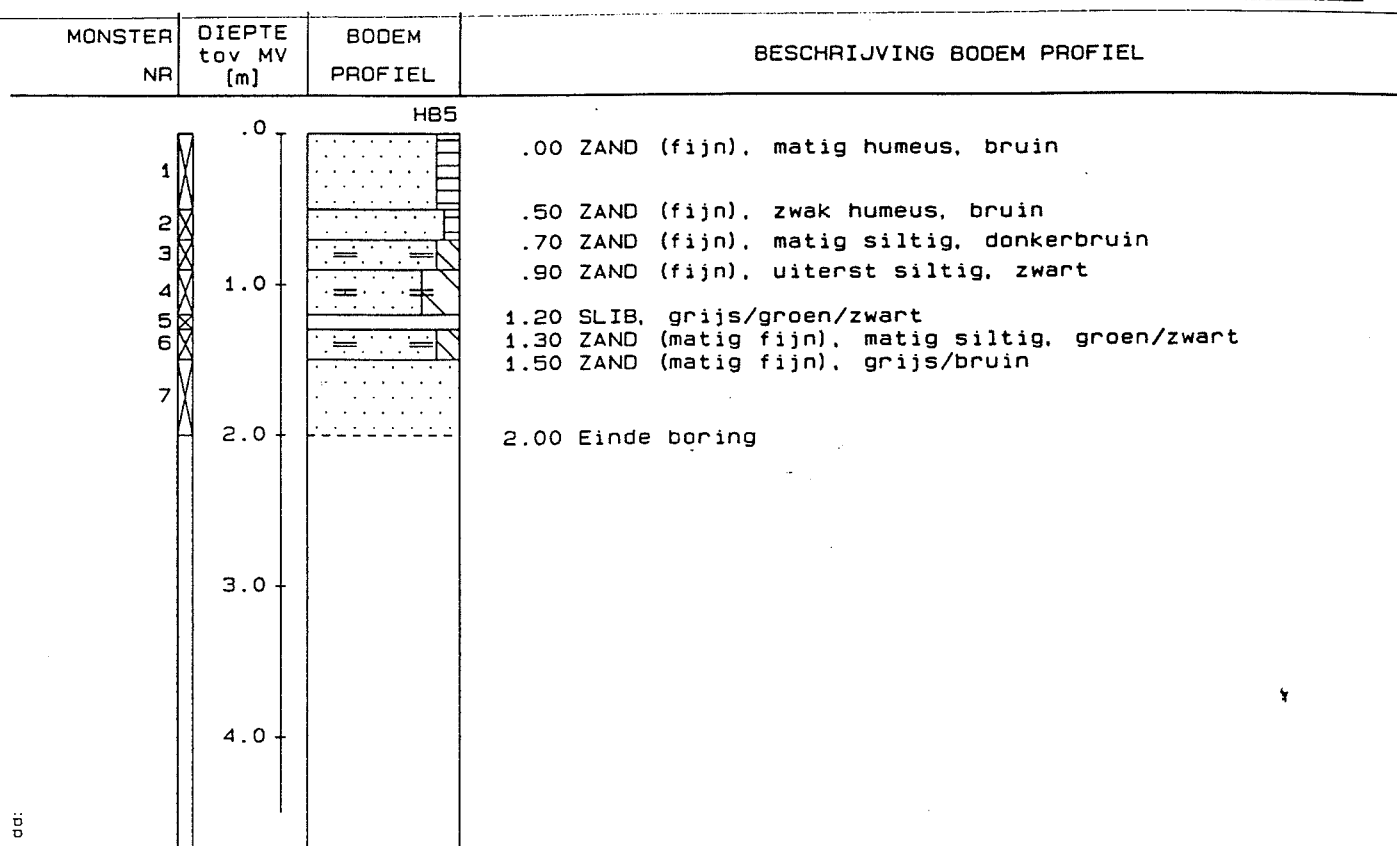 MONSTER NR
DIEPTE tov MV [m]
BODEM PROFIEL
BESCHRIJVING BODEM PROFIEL
HB5
.0
1
.00 ZAND (fijn), matig humeus, bruin
2
.50 ZAND (fijn), zwak humeus, bruin
3
.70 ZAND (fijn), matig siltig, donkerbruin
4
1.0
.90 ZAND (fijn), uiterst siltig, zwart
5
1.20 SLIB, grijs/groen/zwart
6
1.30 ZAND (matig fijn), matig siltig, groen/zwart
1.50 ZAND (matig fijn), grijs/bruin
7
2.0
2.00 Einde boring
3.0
4.0
dd: